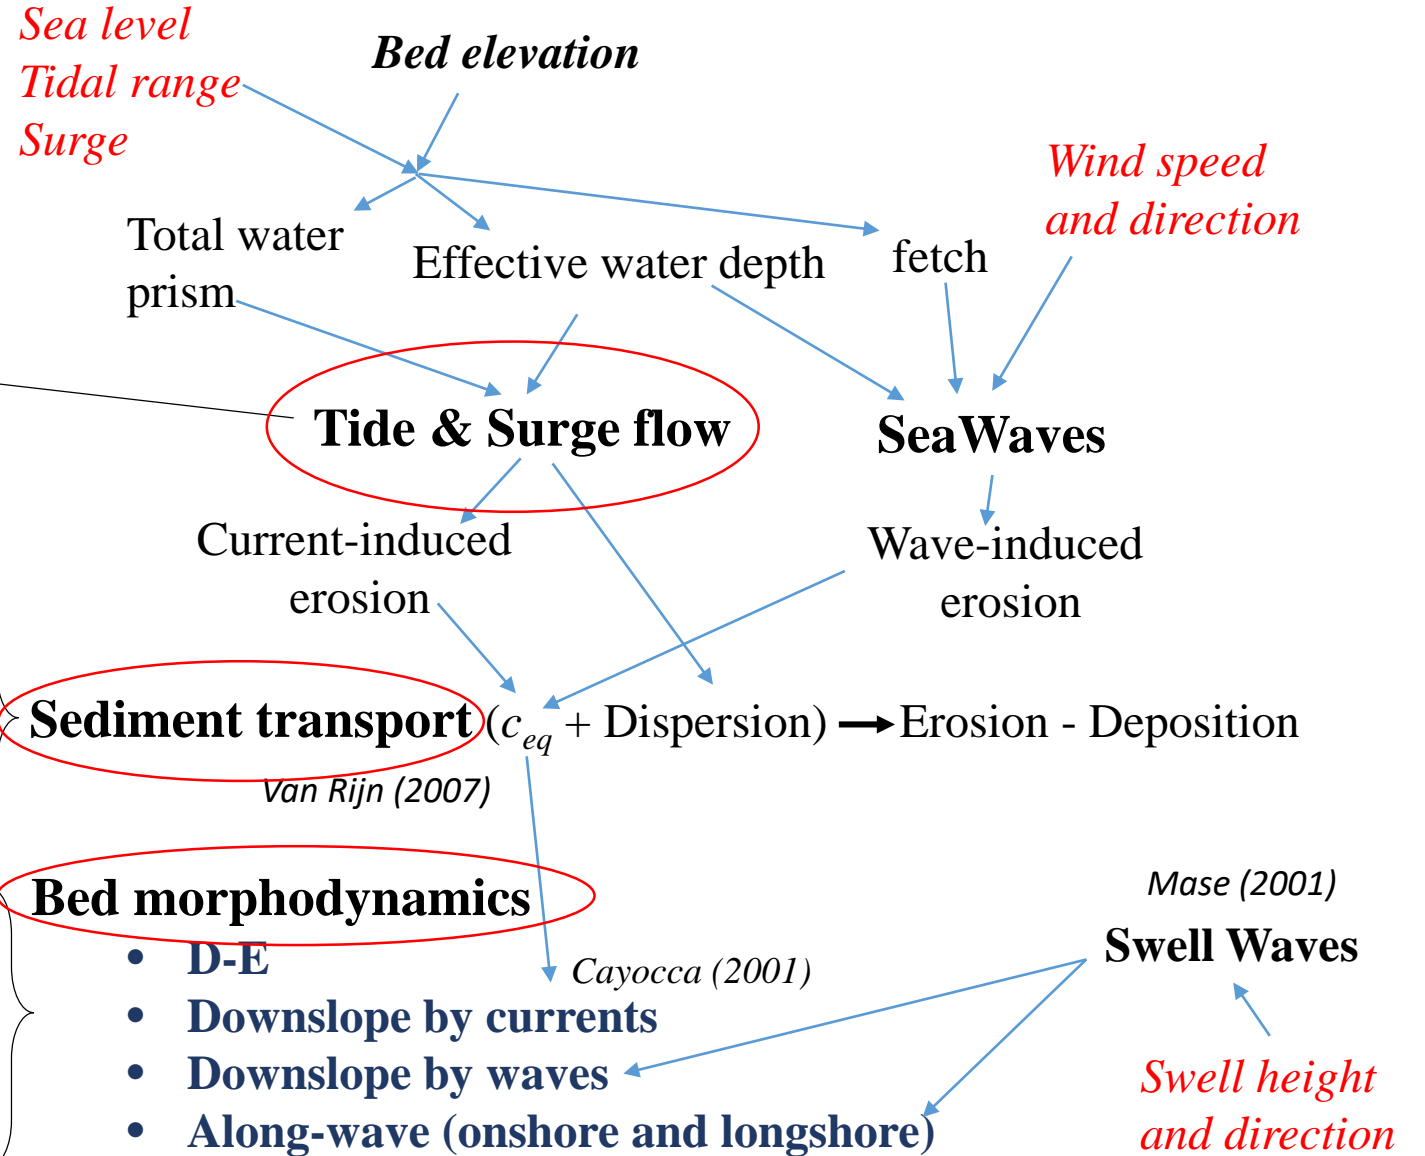 Sea level
Tidal range
Surge
Bed elevation
Wind speed
and direction
Total water
prism
Effective water depth
fetch
Tide & Surge flow
SeaWaves
Current-induced
erosion
Wave-induced
erosion
Sediment transport (c_eq + Dispersion) → Erosion - Deposition
Van Rijn (2007)
Bed morphodynamics
Mase (2001)
Swell Waves
• D-E
Cayocca (2001)
• Downslope by currents
• Downslope by waves
• Along-wave (onshore and longshore)
Swell height
and direction